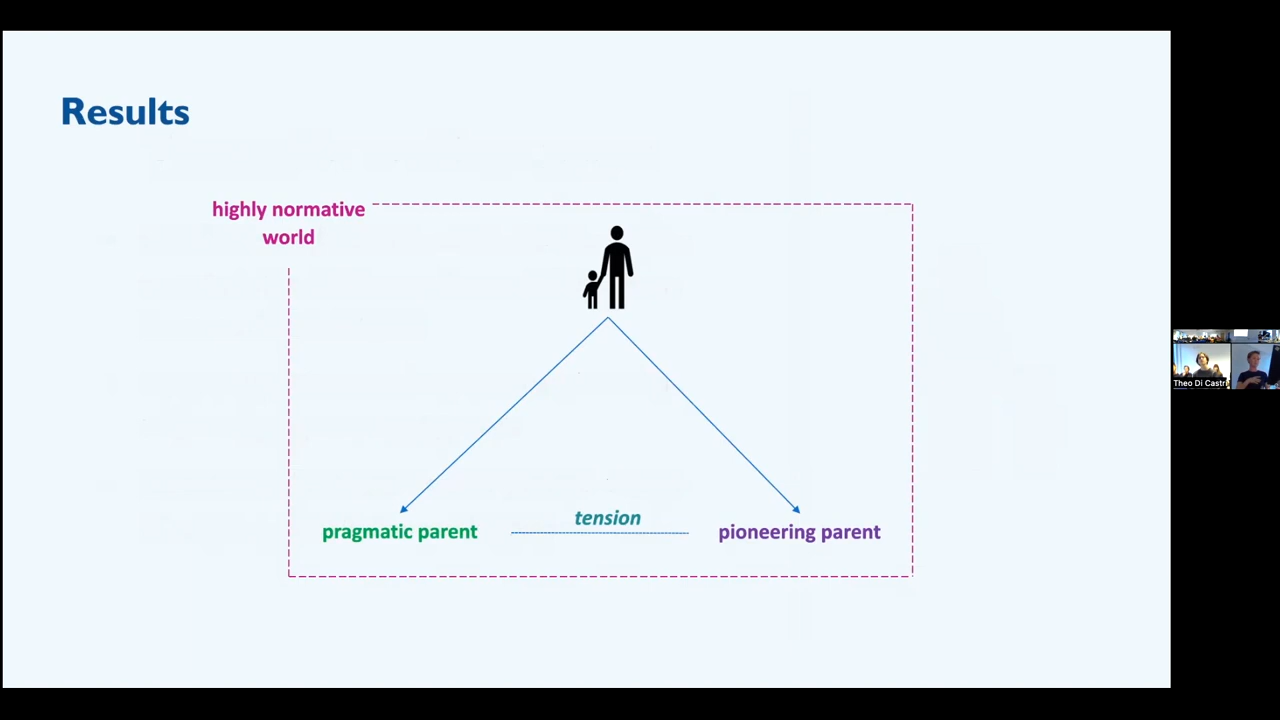 Results
highly normative
world
tension
pragmatic parent
pioneering parent
Theo Di Castri